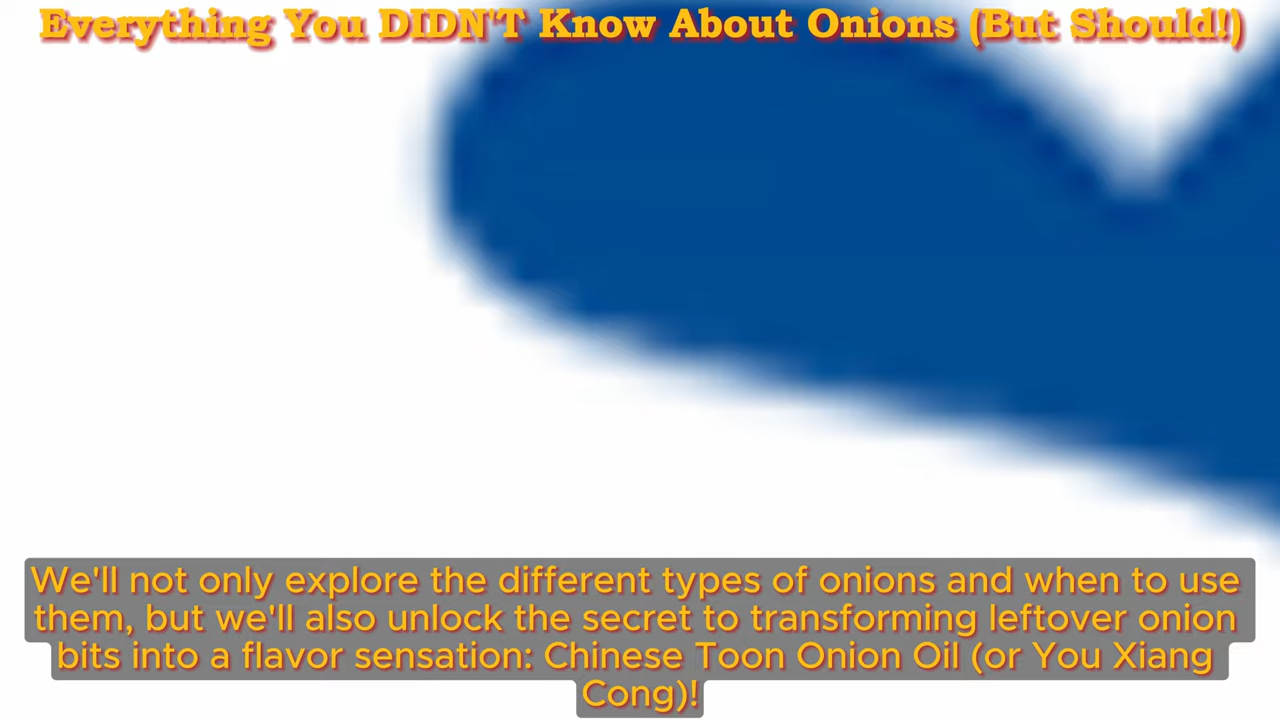 Everything You DIDN'T Know About Onions (But Should!)
We'll not only explore the different types of onions and when to use
them, but we'll also unlock the secret to transforming leftover onion
bits into a flavor sensation: Chinese Toon Onion Oil (or You Xiang
Cong)!